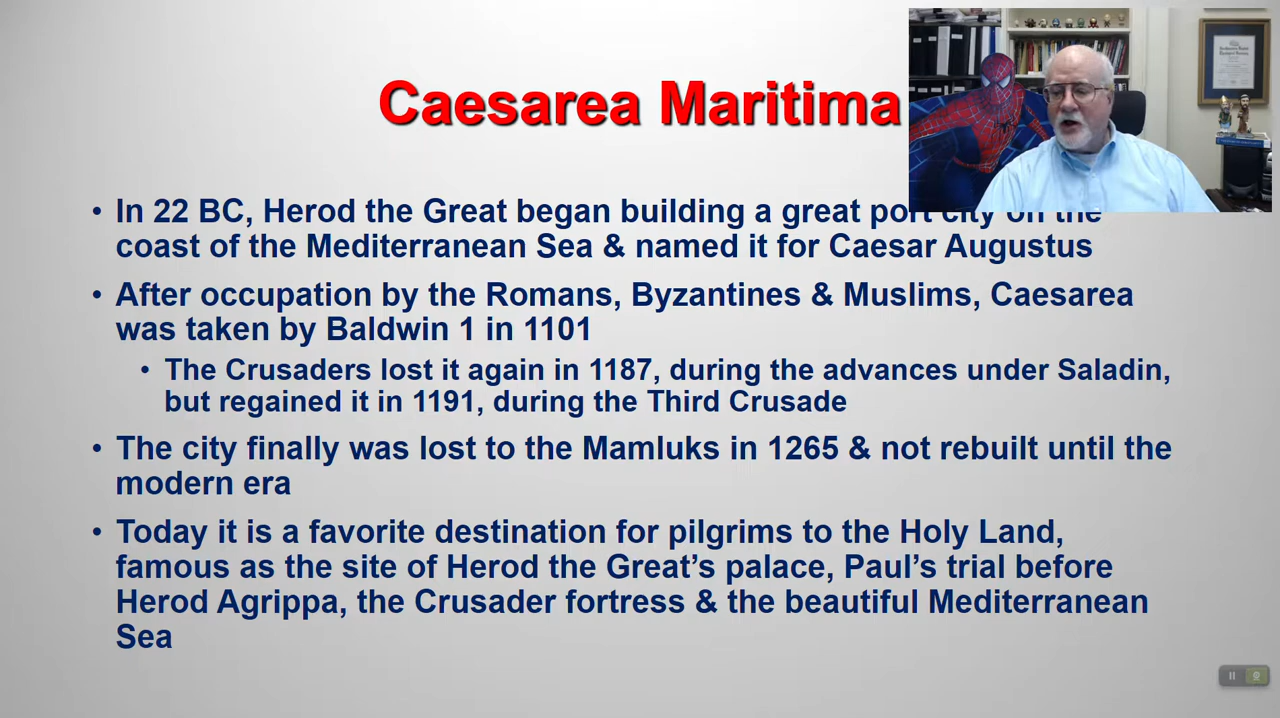 Caesarea Maritima
• In 22 BC, Herod the Great began building a great port city on the
coast of the Mediterranean Sea & named it for Caesar Augustus
• After occupation by the Romans, Byzantines & Muslims, Caesarea
was taken by Baldwin 1 in 1101
• The Crusaders lost it again in 1187, during the advances under Saladin,
but regained it in 1191, during the Third Crusade
• The city finally was lost to the Mamluks in 1265 & not rebuilt until the
modern era
• Today it is a favorite destination for pilgrims to the Holy Land,
famous as the site of Herod the Great’s palace, Paul’s trial before
Herod Agrippa, the Crusader fortress & the beautiful Mediterranean
Sea